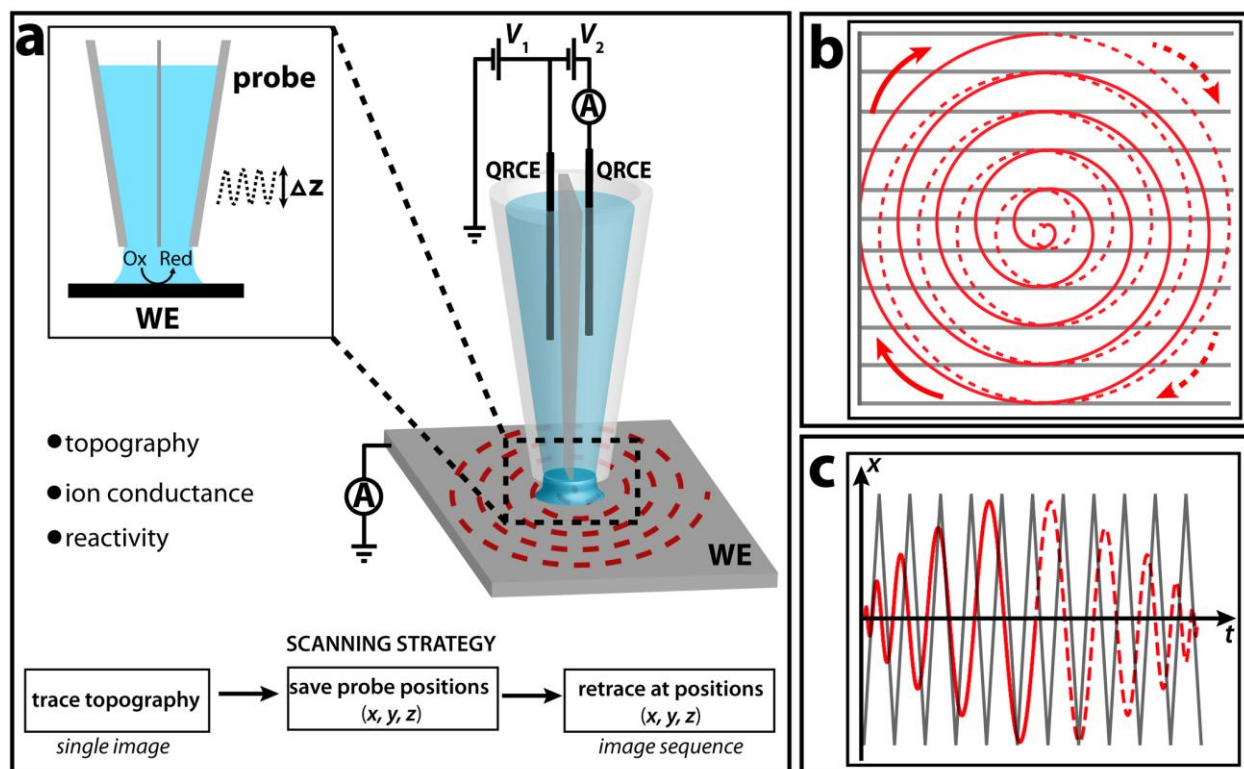 a
probe
Δz
Ox Red
WE
V1
V2
A
QRCE
QRCE
● topography
● ion conductance
● reactivity
A
WE
SCANNING STRATEGY
trace topography
single image
save probe positions
(x, y, z)
retrace at positions
(x, y, z)
image sequence
b
c
x
t